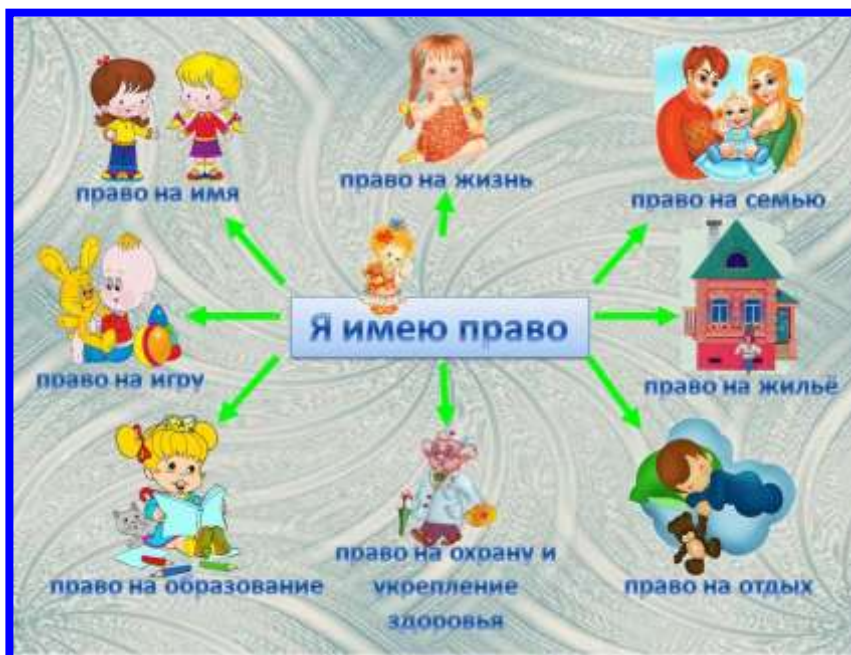 право на имя
право на жизнь
право на семью
Я имею право
право на игру
право на жильё
право на образование
право на охрану и
укрепление
здоровья
право на отдых